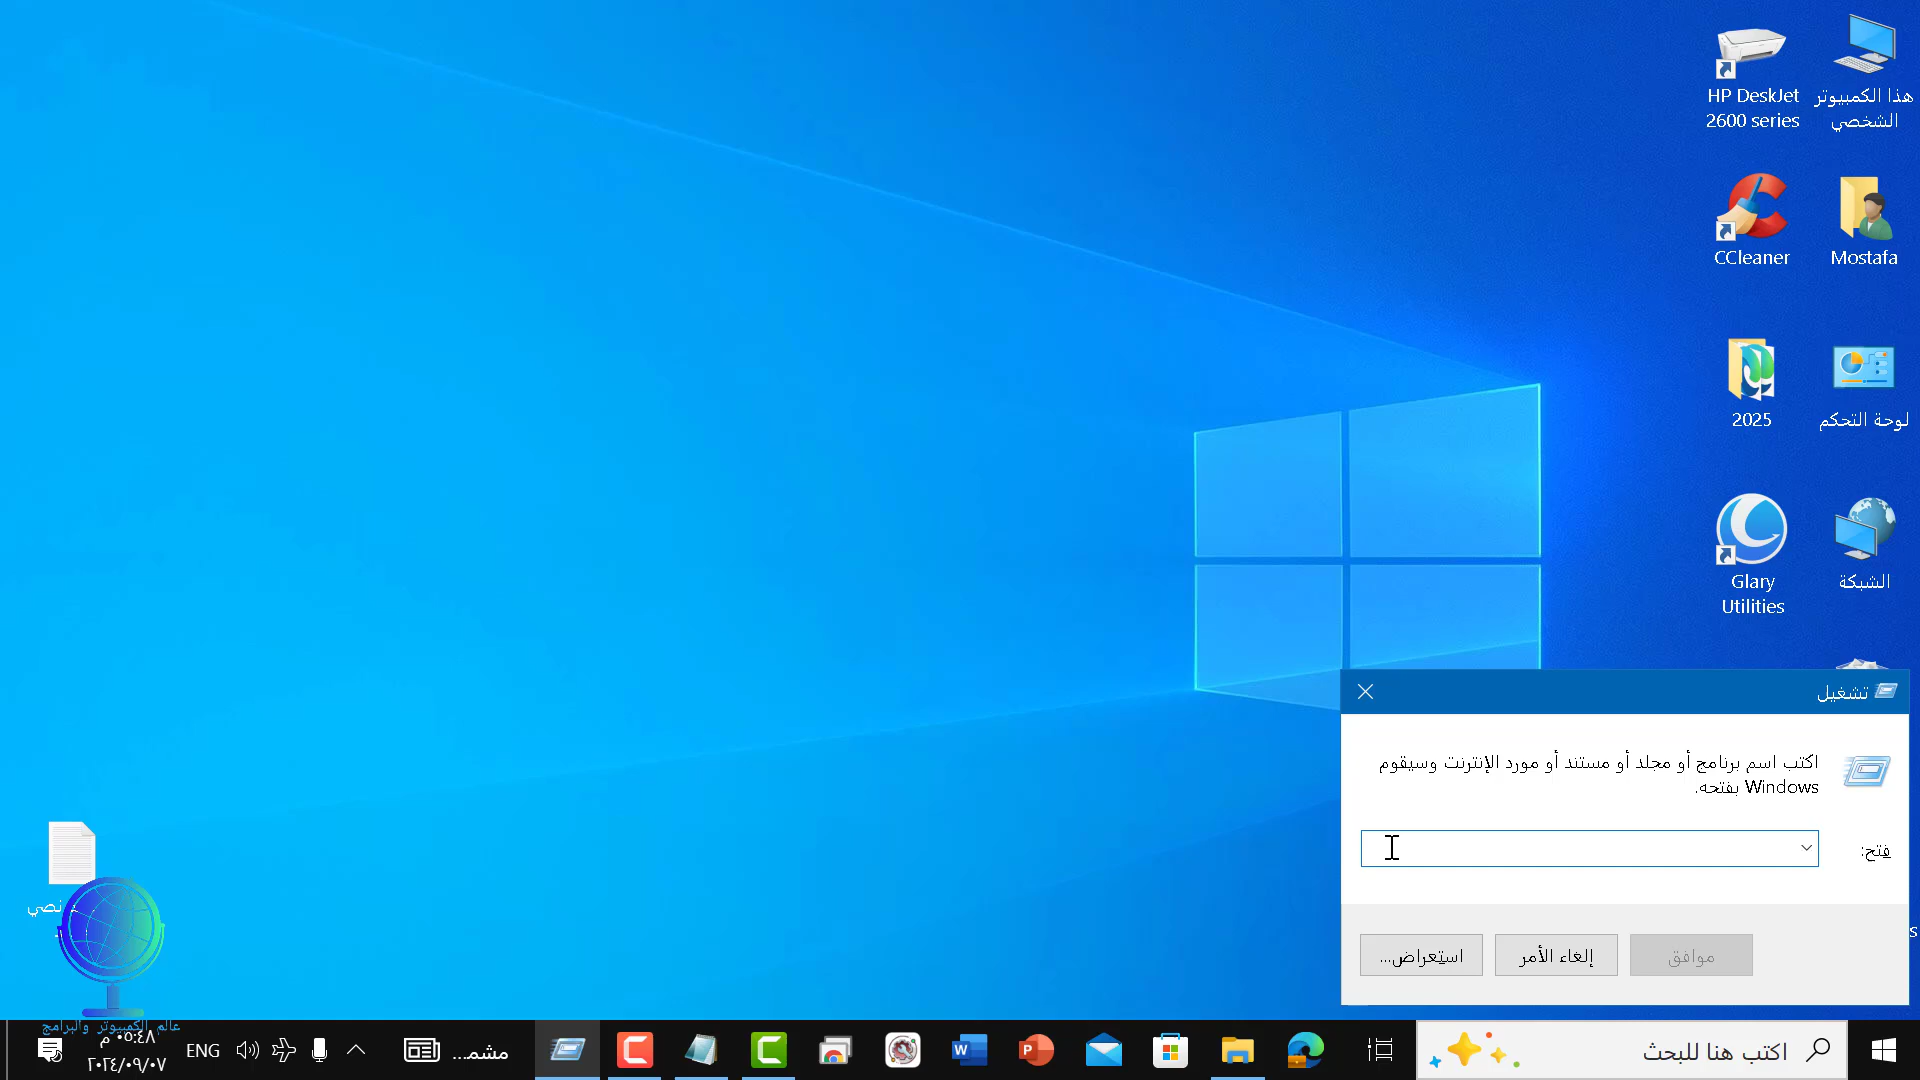 هذا الكمبيوتر
الشخصي
HP DeskJet
2600 series
Mostafa
CCleaner
لوحة التحكم
2025
الشبكة
Glary
Utilities
تشغيل
اكتب اسم برنامج أو مجلد أو مستند أو مورد الإنترنت وسيقوم
Windows بفتحه.
فتح:
موافق
إلغاء الأمر
استعراض...
نصي
عالم الكمبيوتر والبرامج
اكتب هنا للبحث
مشمـ...
ENG
٠٥:٤٨ م
٢٠٢٤/٠٩/٠٧